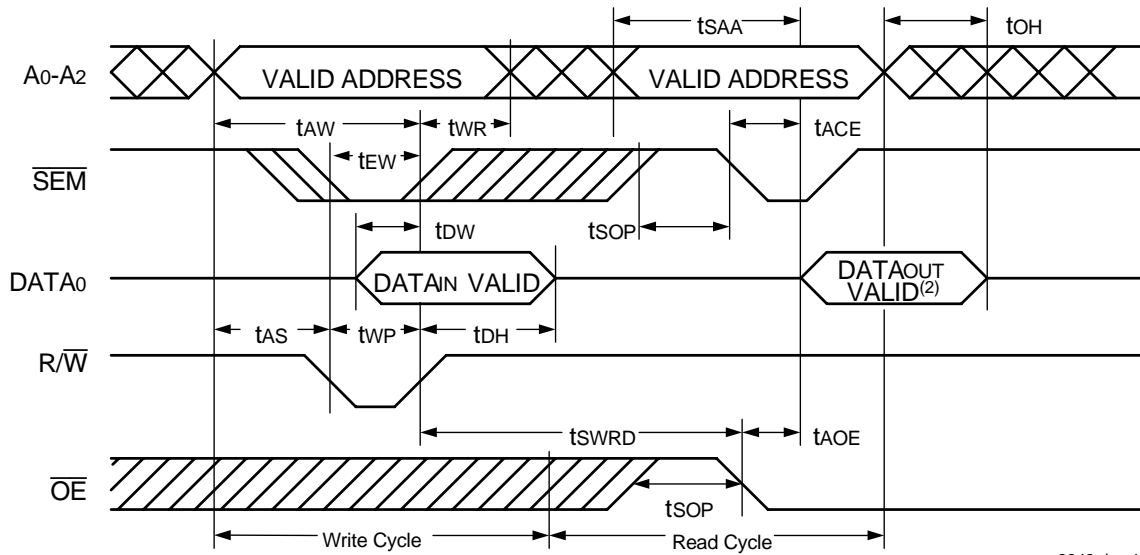 tSAA
tOH
A0-A2
VALID ADDRESS
VALID ADDRESS
tAW
tWR
tACE
tEW
SEM
tSOP
tDW
DATA0
DATAIN VALID
DATAOUT
VALID(2)
tAS
tWP
tDH
R/W
tSWRD
tAOE
OE
tSOP
Write Cycle
Read Cycle